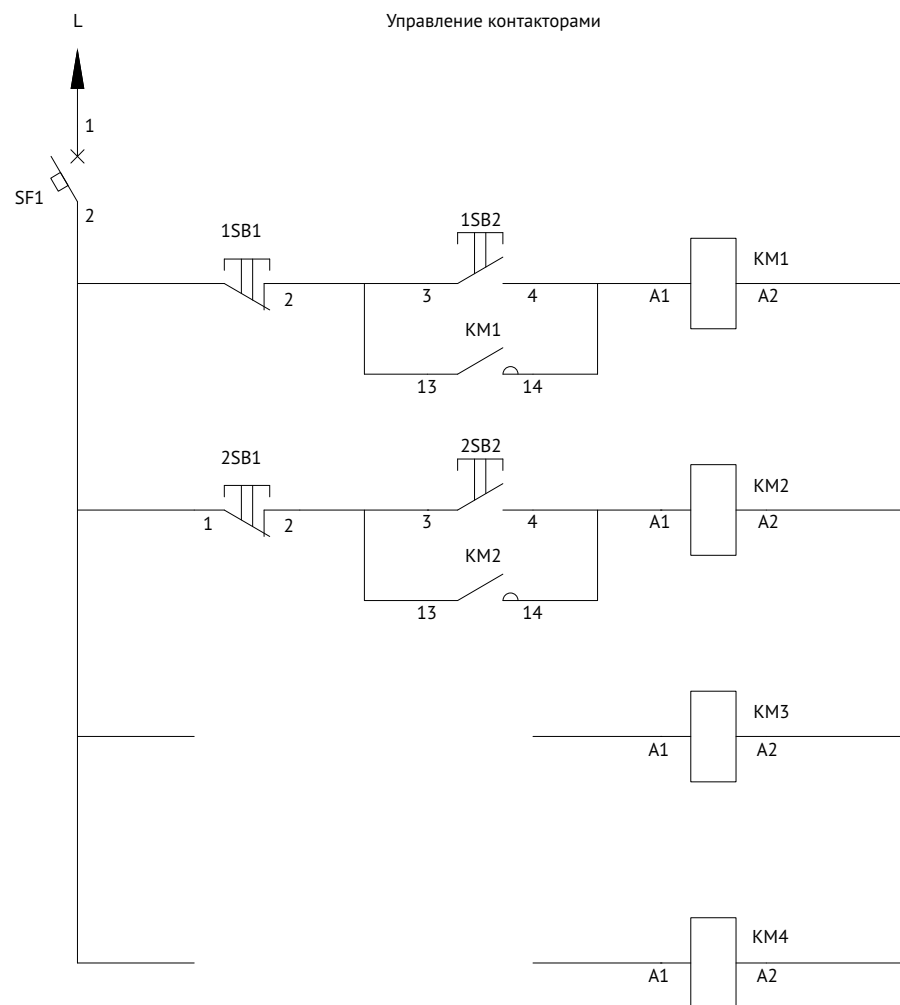 L Управление контакторами
1
SF1
2
1SB1 1SB2 KM1
2 3 4 A1 A2
KM1
13 14
2SB1 2SB2 KM2
1 2 3 4 A1 A2
KM2
13 14
KM3
A1 A2
KM4
A1 A2